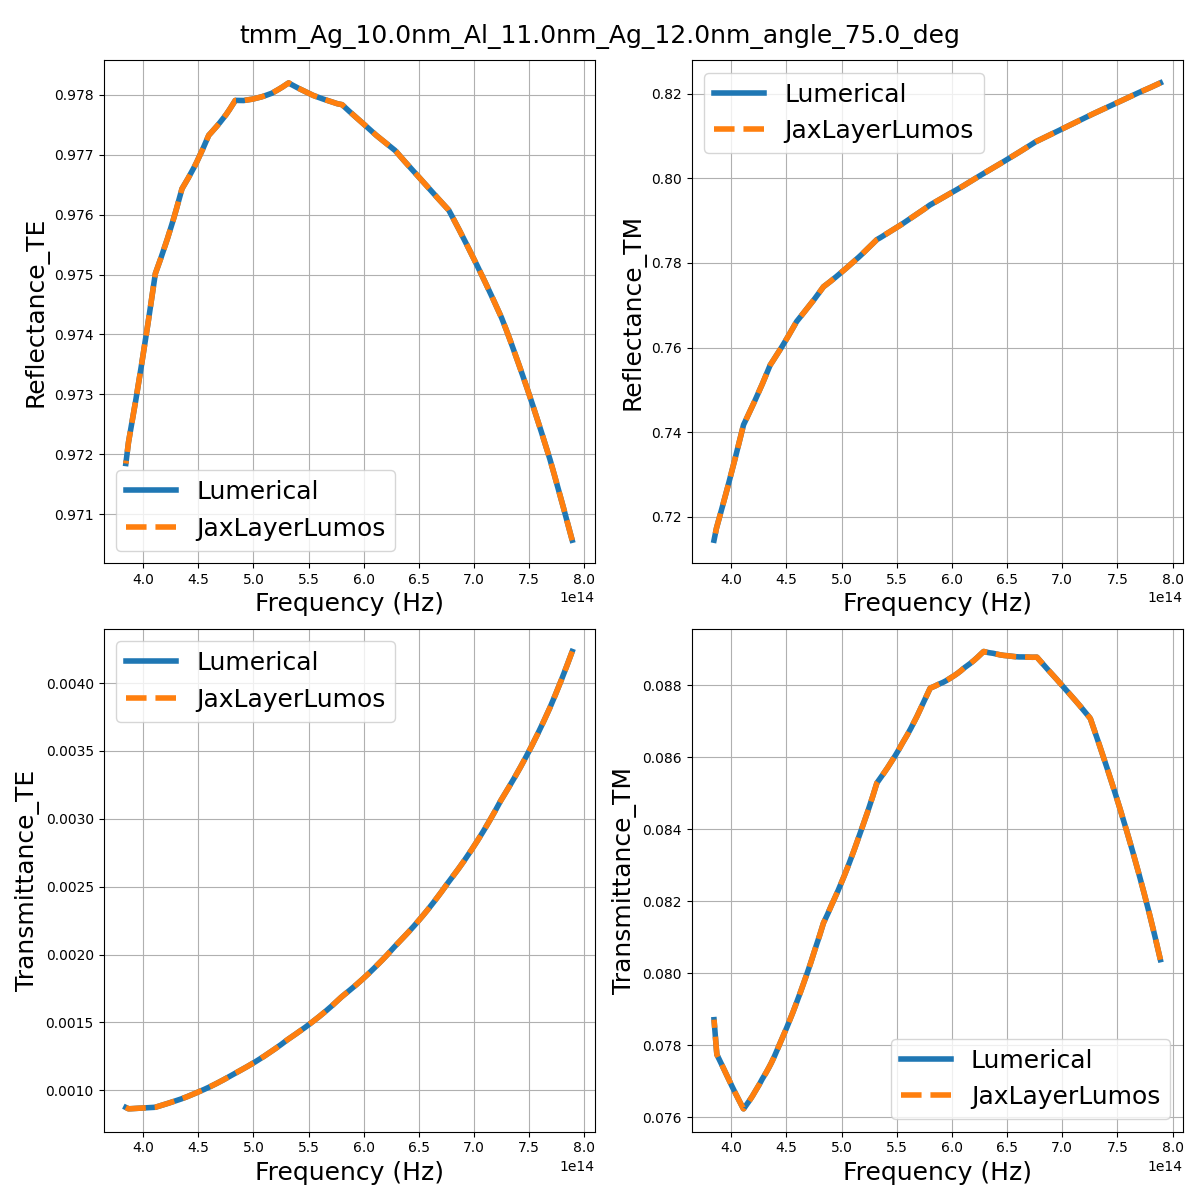 tmm_Ag_10.0nm_Al_11.0nm_Ag_12.0nm_angle_75.0_deg
Reflectance_TE
0.978
0.977
0.976
0.975
0.974
0.973
0.972
0.971
Lumerical
JaxLayerLumos
4.0 4.5 5.0 5.5 6.0 6.5 7.0 7.5 8.0
1e14
Frequency (Hz)
Reflectance_TM
0.82
0.80
0.78
0.76
0.74
0.72
Lumerical
JaxLayerLumos
4.0 4.5 5.0 5.5 6.0 6.5 7.0 7.5 8.0
1e14
Frequency (Hz)
Transmittance_TE
0.0040
0.0035
0.0030
0.0025
0.0020
0.0015
0.0010
Lumerical
JaxLayerLumos
4.0 4.5 5.0 5.5 6.0 6.5 7.0 7.5 8.0
1e14
Frequency (Hz)
Transmittance_TM
0.088
0.086
0.084
0.082
0.080
0.078
0.076
Lumerical
JaxLayerLumos
4.0 4.5 5.0 5.5 6.0 6.5 7.0 7.5 8.0
1e14
Frequency (Hz)